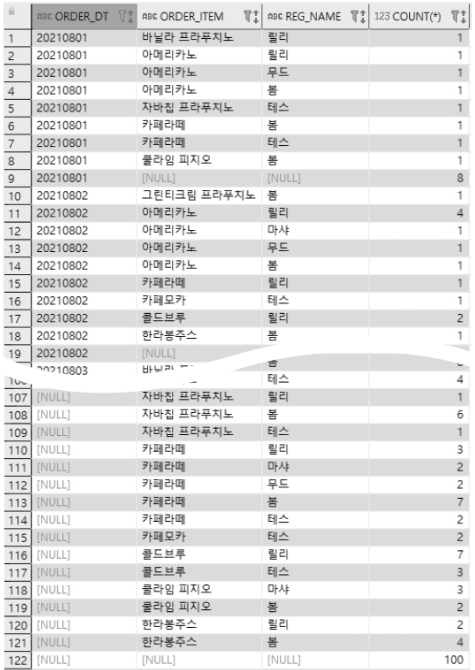 ABC ORDER_DT ABC ORDER_ITEM ABC REG_NAME 123 COUNT(*)
1 20210801 바닐라 프라푸치노 릴리 1
2 20210801 아메리카노 릴리 1
3 20210801 아메리카노 무드 1
4 20210801 아메리카노 봄 1
5 20210801 자바칩 프라푸치노 테스 1
6 20210801 카페라떼 봄 1
7 20210801 카페라떼 테스 1
8 20210801 쿨라임 피지오 봄 1
9 20210801 [NULL] [NULL] 8
10 20210802 그린티크림 프라푸치노 봄 1
11 20210802 아메리카노 릴리 4
12 20210802 아메리카노 마샤 1
13 20210802 아메리카노 무드 1
14 20210802 아메리카노 봄 1
15 20210802 카페라떼 릴리 1
16 20210802 카페모카 테스 1
17 20210802 콜드브루 릴리 2
18 20210802 한라봉주스 봄 1
19 20210802 [NULL]
20210803 바닐라 봄
106 테스 4
107 [NULL] 자바칩 프라푸치노 릴리 1
108 [NULL] 자바칩 프라푸치노 봄 6
109 [NULL] 자바칩 프라푸치노 테스 1
110 [NULL] 카페라떼 릴리 3
111 [NULL] 카페라떼 마샤 2
112 [NULL] 카페라떼 무드 2
113 [NULL] 카페라떼 봄 7
114 [NULL] 카페라떼 테스 2
115 [NULL] 카페모카 테스 2
116 [NULL] 콜드브루 릴리 7
117 [NULL] 콜드브루 테스 3
118 [NULL] 쿨라임 피지오 마샤 3
119 [NULL] 쿨라임 피지오 봄 2
120 [NULL] 한라봉주스 릴리 2
121 [NULL] 한라봉주스 봄 4
122 [NULL] [NULL] [NULL] 100